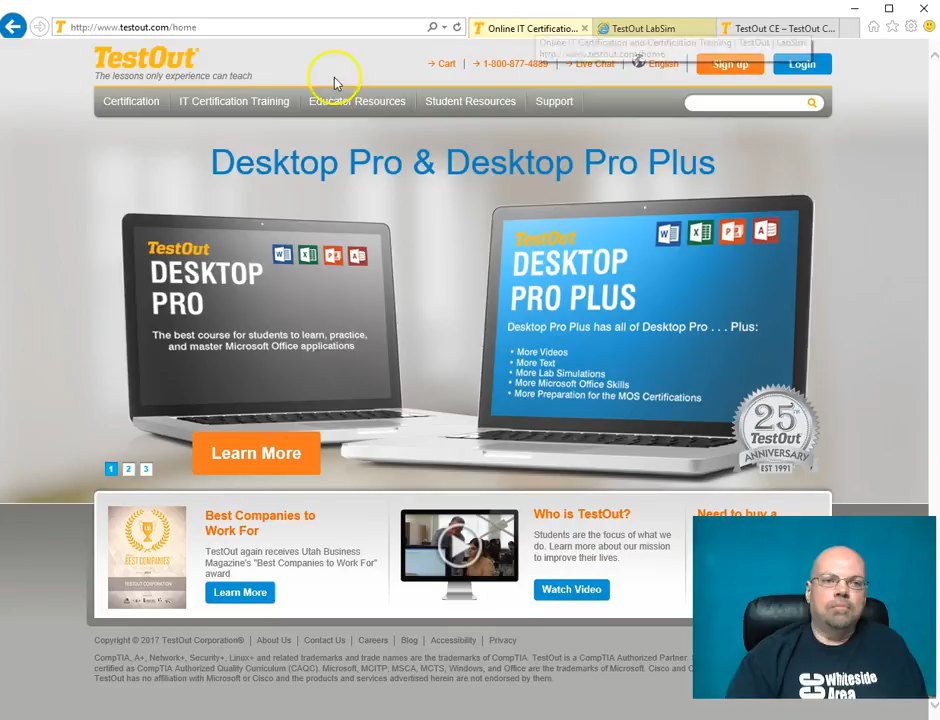 http://www.testout.com/home
Online IT Certificatio...
TestOut LabSim
TestOut CE – TestOut C...
Online IT Certification and Certification Training | TestOut | LabSim
http://www.testout.com/home
TestOut
The lessons only experience can teach
Cart
1-800-877-4889
Live Chat
English
Sign up
Login
Certification
IT Certification Training
Educator Resources
Student Resources
Support
Desktop Pro & Desktop Pro Plus
TestOut
DESKTOP
PRO
The best course for students to learn, practice,
and master Microsoft Office applications
TestOut
DESKTOP
PRO PLUS
Desktop Pro Plus has all of Desktop Pro . . . Plus:
• More Videos
• More Text
• More Lab Simulations
• More Microsoft Office Skills
• More Preparation for the MOS Certifications
25TH
TestOut
ANNIVERSARY
EST 1991
Learn More
1 2 3
BEST COMPANIES
TESTOUT CORPORATION
Best Companies to
Work For
TestOut again receives Utah Business
Magazine's "Best Companies to Work For"
award
Learn More
Who is TestOut?
Students are the focus of what we
do. Learn more about our mission
to improve their lives.
Watch Video
Need to buy a
Copyright © 2017 TestOut Corporation® | About Us | Contact Us | Careers | Blog | Accessibility | Privacy
CompTIA, A+, Network+, Security+, Linux+ and related trademarks and trade names are the trademarks of CompTIA. TestOut is a CompTIA Authorized Partner.
certified as CompTIA Authorized Quality Curriculum (CAQC). Microsoft, MCITP, MSCA, MCTS, Windows, and Office are the trademarks of Microsoft. Cisco and
TestOut has no affiliation with Microsoft or Cisco and the products and services advertised herein are not endorsed by them.
Whiteside
Area